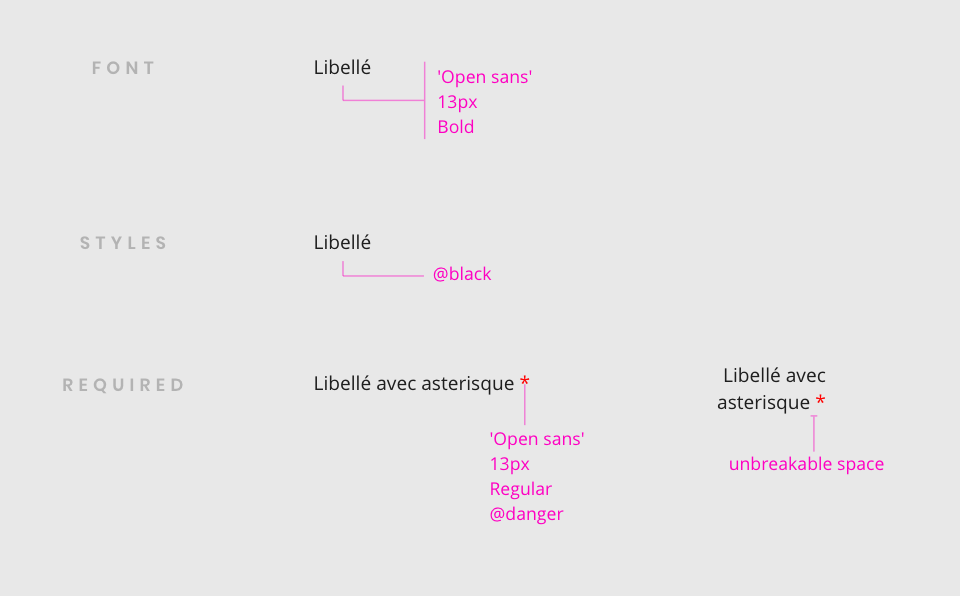 FONT
Libellé
'Open sans'
13px
Bold
STYLES
Libellé
@black
REQUIRED
Libellé avec asterisque *
'Open sans'
13px
Regular
@danger
Libellé avec
asterisque *
unbreakable space